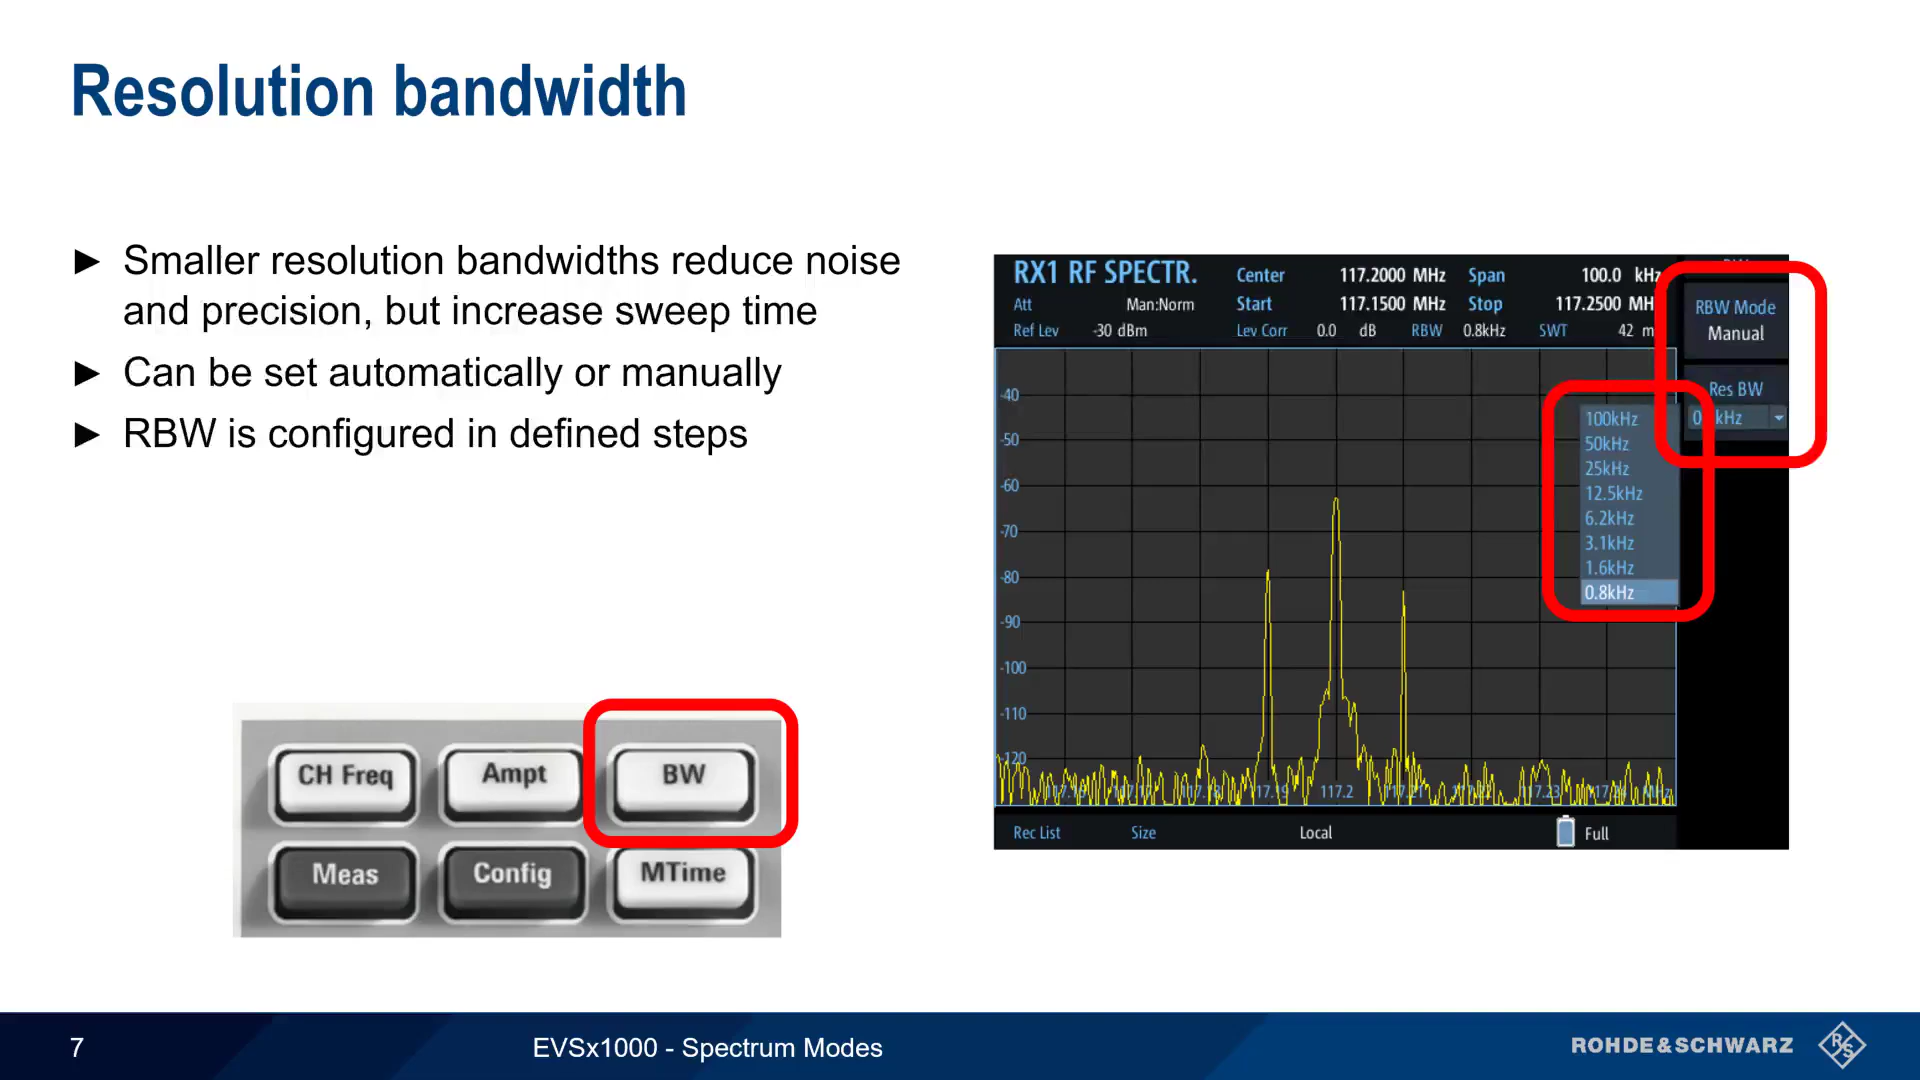 Resolution bandwidth
► Smaller resolution bandwidths reduce noise
and precision, but increase sweep time
► Can be set automatically or manually
► RBW is configured in defined steps
CH Freq Ampt BW
Meas Config MTime
RX1 RF SPECTR. Center 117.2000 MHz Span 100.0 kHz
Att Man:Norm Start 117.1500 MHz Stop 117.2500
Ref Lev -30 dBm Lev Corr 0.0 dB RBW 0.8kHz SWT 42
RBW Mode
Manual
Res BW
-40
-50
-60
-70
-80
-90
-100
-110
-120
100kHz
50kHz
25kHz
12.5kHz
6.2kHz
3.1kHz
1.6kHz
0.8kHz
117.2
Rec List Size Local Full
7 EVSx1000 - Spectrum Modes ROHDE&SCHWARZ
RS